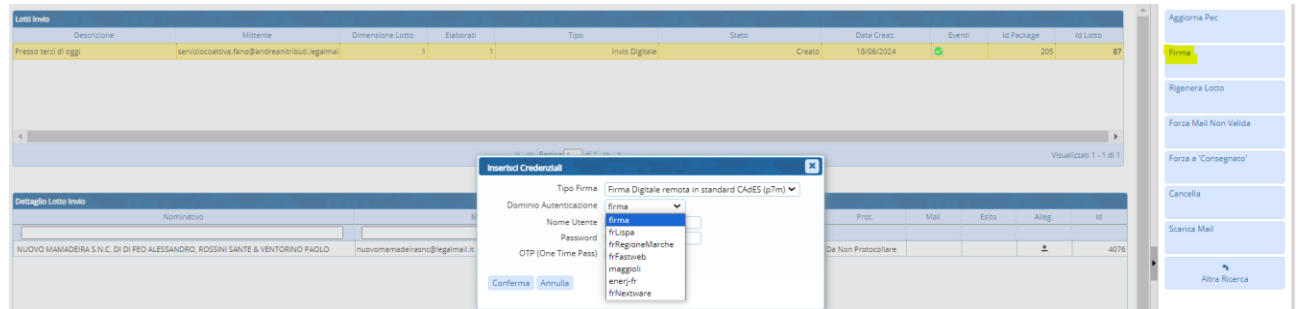 Lotti Invio
Descrizione Mittente Dimensione Lotto Elaborati Tipo Stato Data Creaz. Eventi Id Package Id Lotto
Presso terzi di oggi serviziocoattiva.fano@andreanitributi.legalmai 1 1 Invio Digitale Creato 18/06/2024 205 87
Visualizzati 1 - 1 di 1
Aggiorna Pec
Firma
Rigenera Lotto
Forza Mail Non Valida
Forza a 'Consegnato'
Cancella
Scarica Mail
Altra Ricerca
Dettaglio Lotto Invio
Nominativo M Prot. Mail Esito Alleg. Id
NUOVO MAMADEIRA S.N.C. DI DI FEO ALESSANDRO, ROSSINI SANTE & VENTORINO PAOLO nuovomamadeirasnc@legalmail.it Da Non Protocollare 4076
Inserisci Credenziali
Tipo Firma Firma Digitale remota in standard CAdES (p7m)
Dominio Autenticazione firma
Nome Utente
Password
OTP (One Time Pass)
firma
frLispa
frRegioneMarche
frFastweb
maggioli
enerj-fr
frNextware
Conferma Annulla